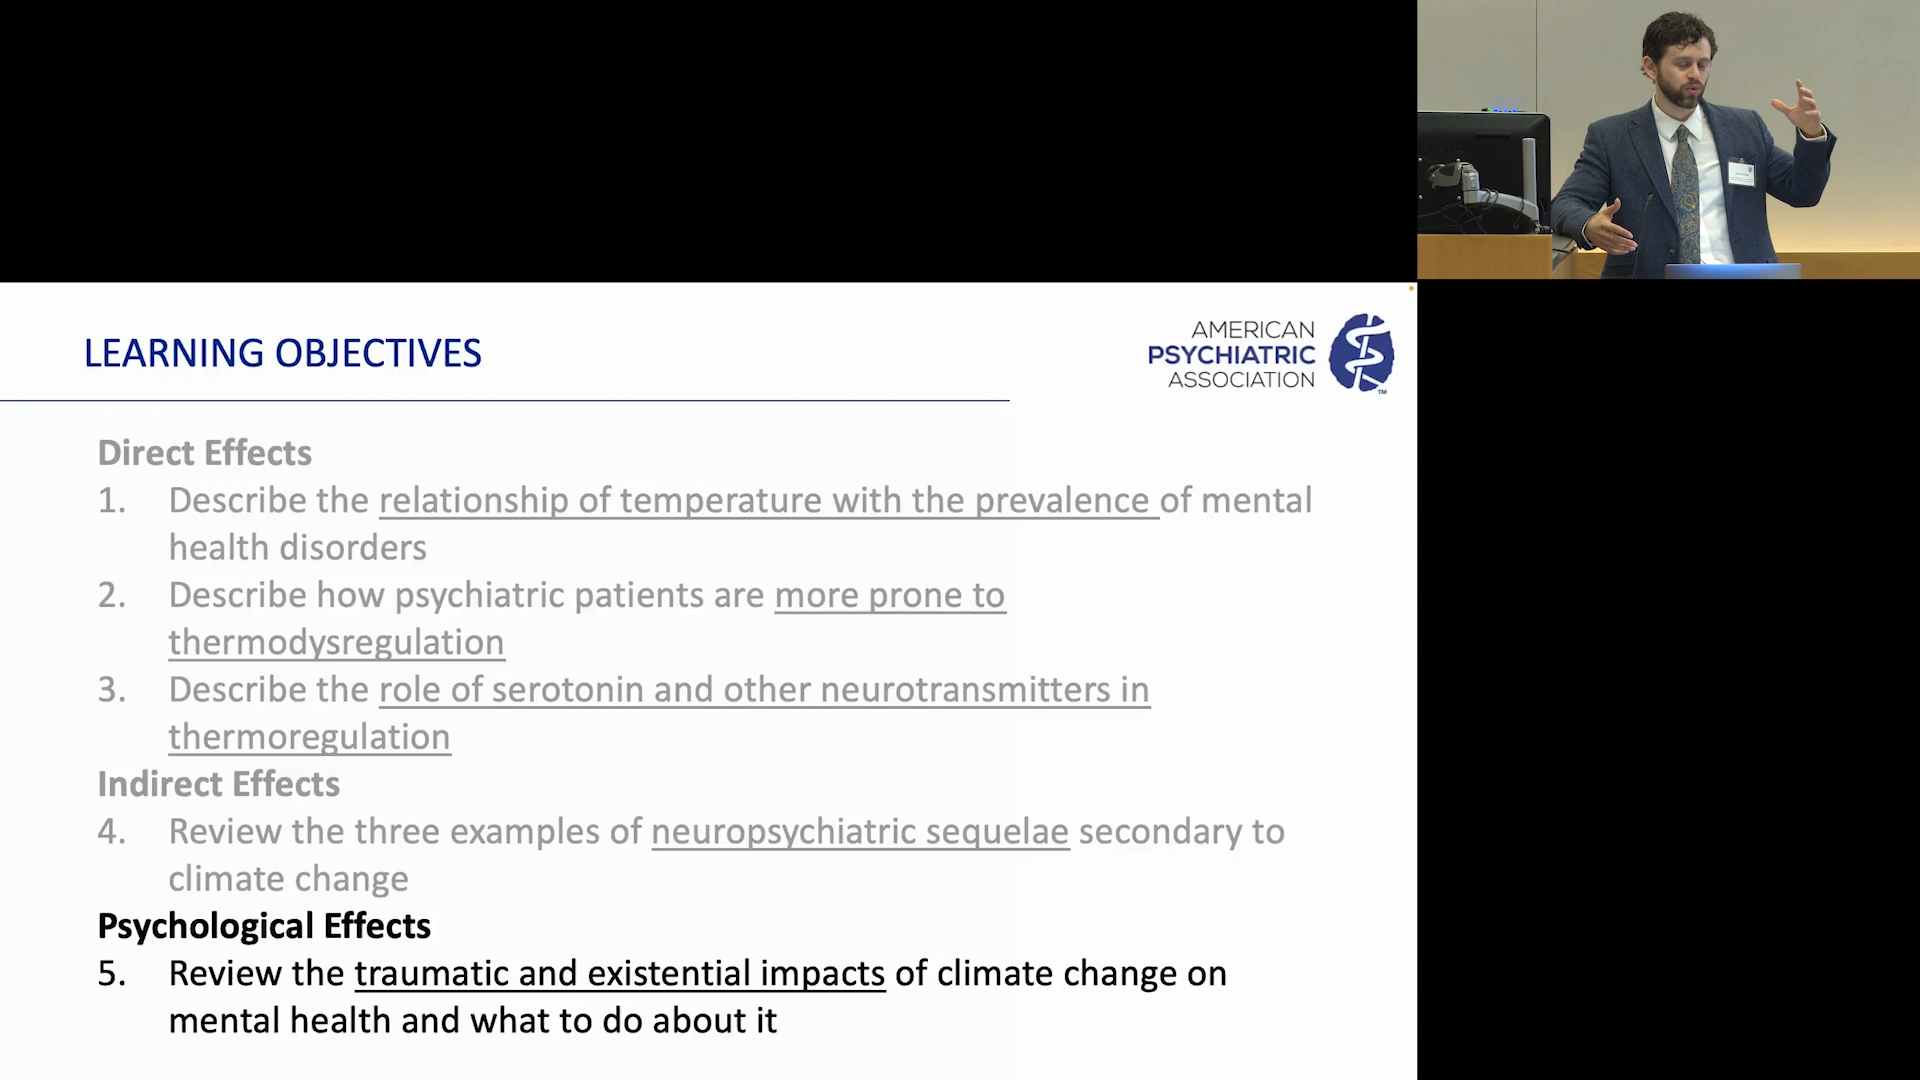 LEARNING OBJECTIVES
AMERICAN
PSYCHIATRIC
ASSOCIATION
TM
Direct Effects
1. Describe the relationship of temperature with the prevalence of mental
health disorders
2. Describe how psychiatric patients are more prone to
thermodysregulation
3. Describe the role of serotonin and other neurotransmitters in
thermoregulation
Indirect Effects
4. Review the three examples of neuropsychiatric sequelae secondary to
climate change
Psychological Effects
5. Review the traumatic and existential impacts of climate change on
mental health and what to do about it